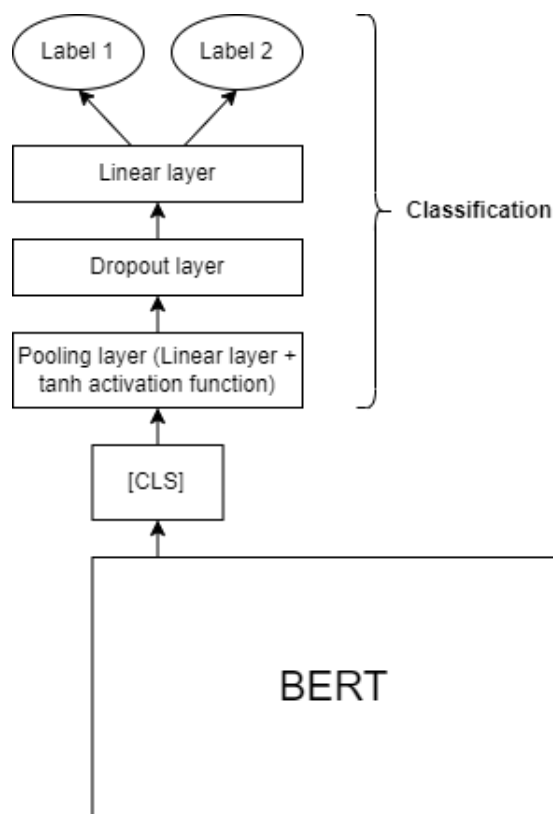 Label 1 Label 2
Linear layer
Classification
Dropout layer
Pooling layer (Linear layer +
tanh activation function)
[CLS]
BERT